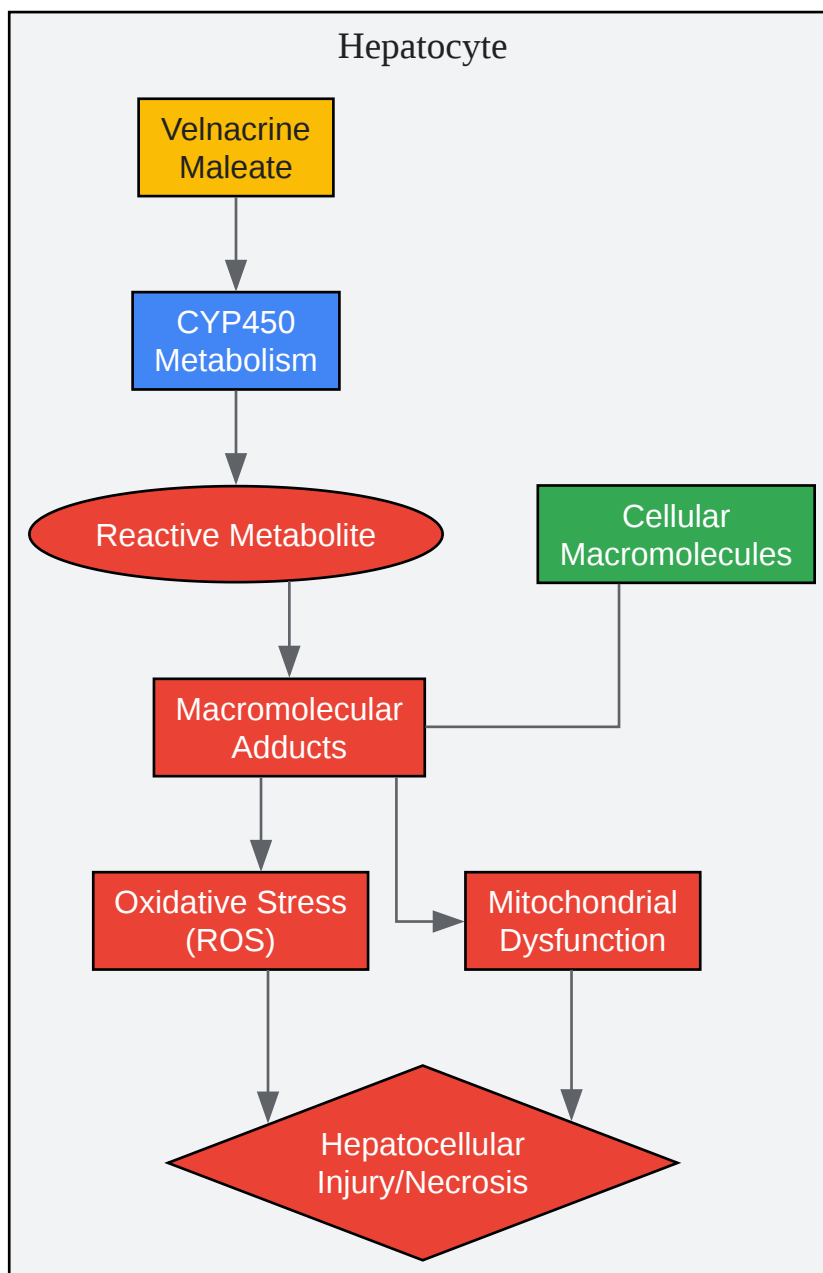 Hepatocyte
Velnacrine
Maleate
CYP450
Metabolism
Reactive Metabolite
Cellular
Macromolecules
Macromolecular
Adducts
Oxidative Stress
(ROS)
Mitochondrial
Dysfunction
Hepatocellular
Injury/Necrosis